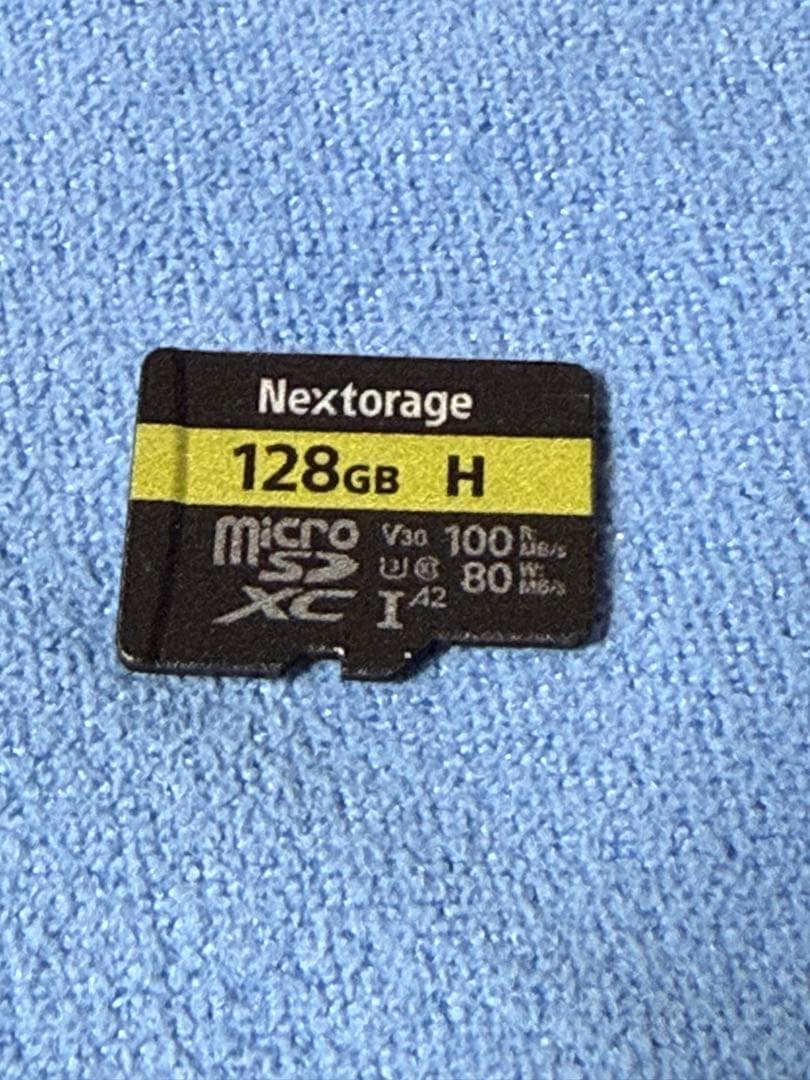 Nextorage
128GB H
micro SD XC
V30 100 R: MB/s
U3 80 W: MB/s
I A2